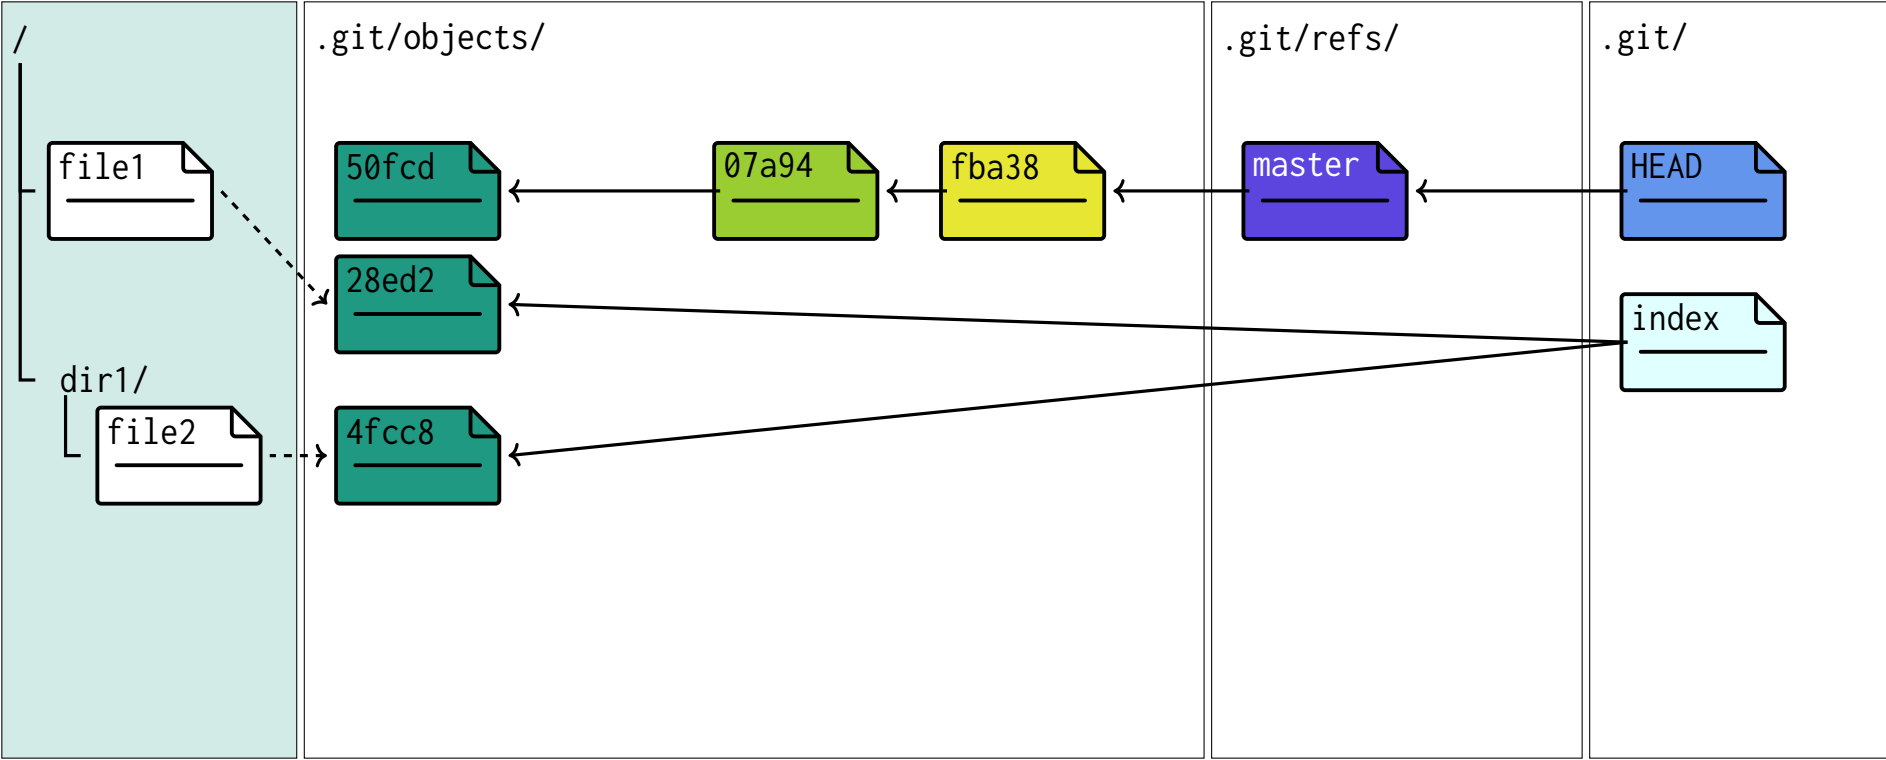 /
.git/objects/
.git/refs/
.git/
file1
50fcd
07a94
fba38
master
HEAD
28ed2
index
dir1/
file2
4fcc8